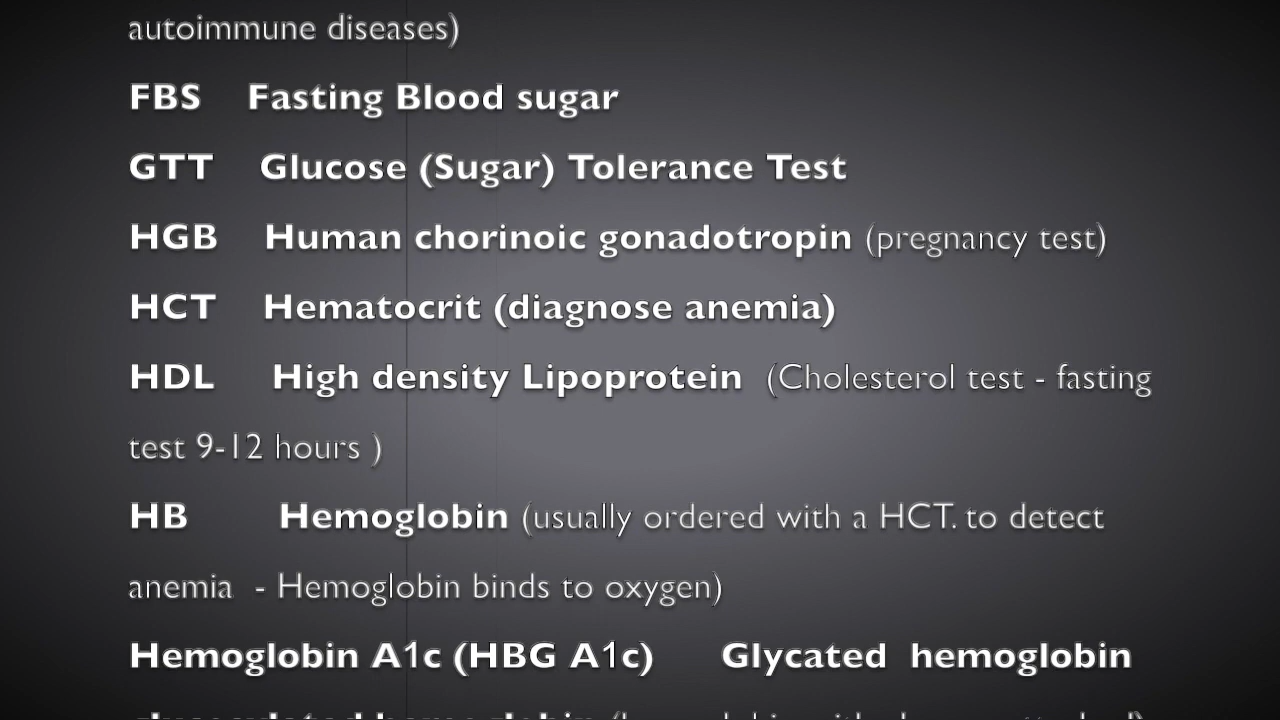 autoimmune diseases)
FBS Fasting Blood sugar
GTT Glucose (Sugar) Tolerance Test
HGB Human chorinoic gonadotropin (pregnancy test)
HCT Hematocrit (diagnose anemia)
HDL High density Lipoprotein (Cholesterol test - fasting
test 9-12 hours )
HB Hemoglobin (usually ordered with a HCT. to detect
anemia - Hemoglobin binds to oxygen)
Hemoglobin A1c (HBG A1c) Glycated hemoglobin